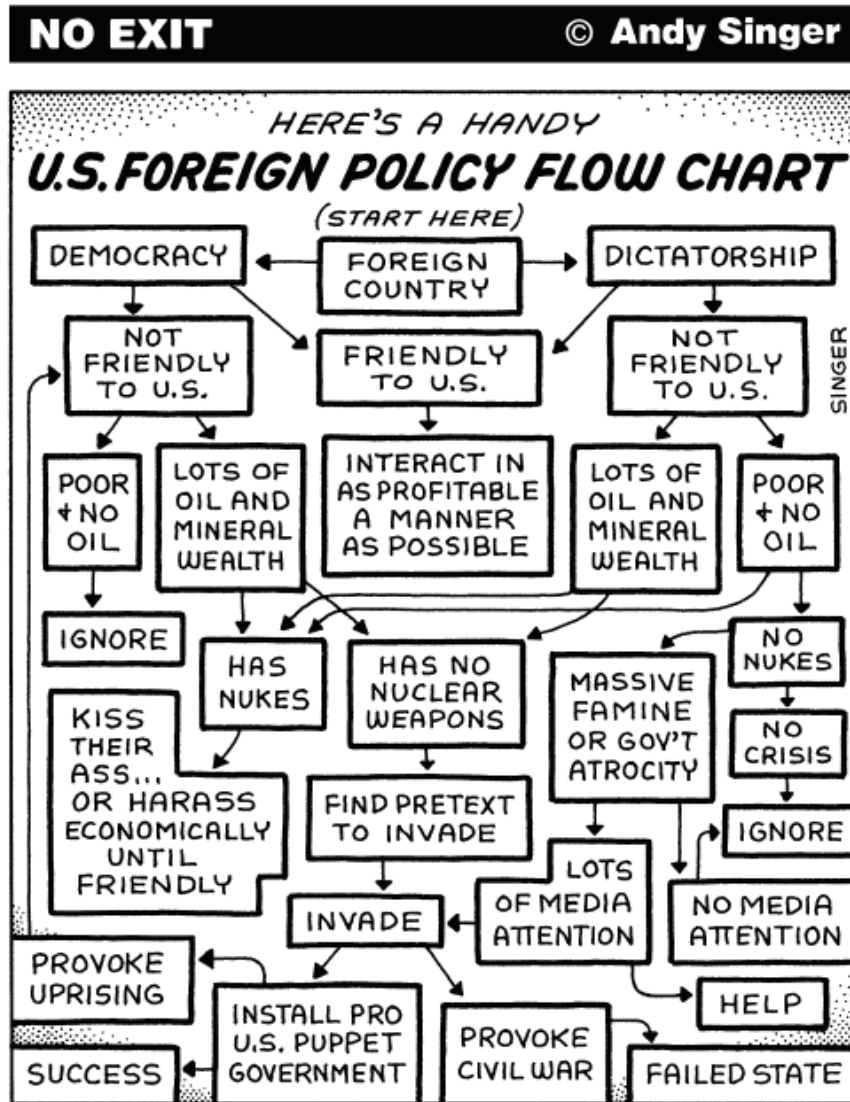 NO EXIT
© Andy Singer
HERE'S A HANDY
U.S. FOREIGN POLICY FLOW CHART
(START HERE)
DEMOCRACY
FOREIGN
COUNTRY
DICTATORSHIP
NOT
FRIENDLY
TO U.S.
FRIENDLY
TO U.S.
NOT
FRIENDLY
TO U.S.
SINGER
POOR
+ NO
OIL
LOTS OF
OIL AND
MINERAL
WEALTH
INTERACT IN
AS PROFITABLE
A MANNER
AS POSSIBLE
LOTS OF
OIL AND
MINERAL
WEALTH
POOR
+ NO
OIL
IGNORE
HAS
NUKES
HAS NO
NUCLEAR
WEAPONS
MASSIVE
FAMINE
OR GOV'T
ATROCITY
NO
NUKES
NO
CRISIS
KISS
THEIR
ASS...
OR HARASS
ECONOMICALLY
UNTIL
FRIENDLY
FIND PRETEXT
TO INVADE
IGNORE
INVADE
LOTS
OF MEDIA
ATTENTION
NO MEDIA
ATTENTION
PROVOKE
UPRISING
INSTALL PRO
U.S. PUPPET
GOVERNMENT
PROVOKE
CIVIL WAR
HELP
SUCCESS
FAILED STATE